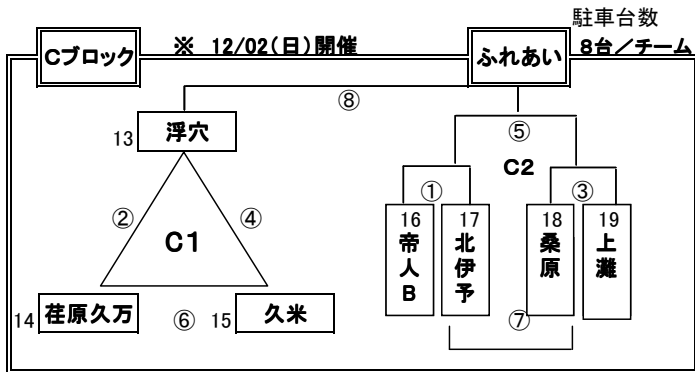 駐車台数
Cブロック
※ 12/02(日)開催
ふれあい
8台/チーム
⑧
13 浮穴
⑤
C2
① ③
② ④
C1
16 帝人B
17 北伊予
18 桑原
19 上灘
14 荏原久万
⑥
15 久米
⑦